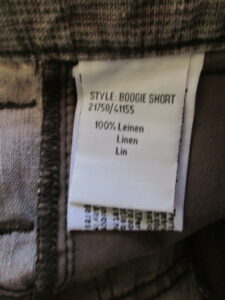 STYLE: BOOGIE SHORT
21750/41155
100% Leinen
Linen
Lin